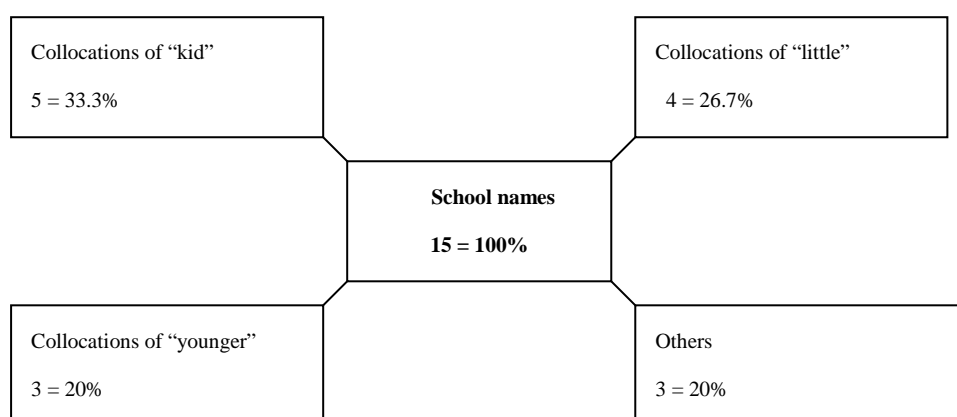 Collocations of “kid”
5 = 33.3%
Collocations of “little”
4 = 26.7%
School names
15 = 100%
Collocations of “younger”
3 = 20%
Others
3 = 20%